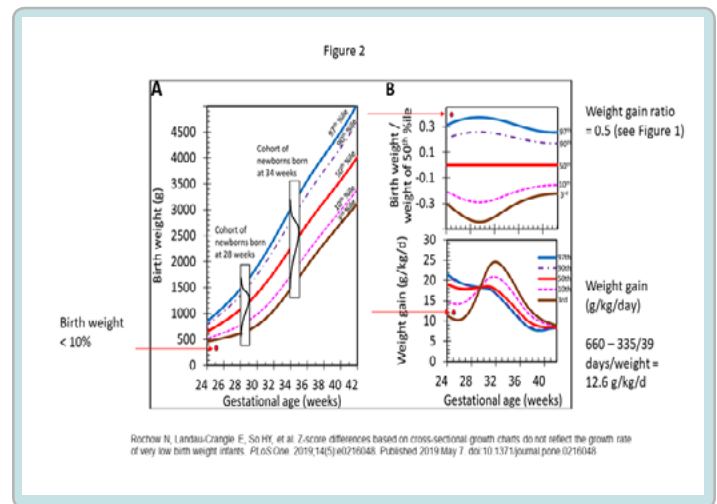 Figure 2
A
Birth weight (g)
4500
4000
3500
3000
2500
2000
1500
1000
500
0
97th %ile
90th %ile
50th %ile
10th %ile
3rd %ile
Cohort of
newborns born
at 34 weeks
Cohort of
newborns born
at 28 weeks
24 26 29 30 32 34 36 38 40 42
Gestational age (weeks)
Birth weight
< 10%
B
Birth weight /
weight of 50th %ile
0.3
0.1
-0.1
-0.3
97th
90th
50th
10th
3rd
Weight gain (g/kg/d)
30
25
20
15
10
5
0
97th
90th
50th
10th
3rd
24 28 32 36 40
Gestational age (weeks)
Weight gain ratio
= 0.5 (see Figure 1)
Weight gain
(g/kg/day)
660 – 335/39
days/weight =
12.6 g/kg/d
Rochow N, Landau-Crangle E, So HY, et al. Z-score differences based on cross-sectional growth charts do not reflect the growth rate
of very low birth weight infants. PLoS One. 2019;14(5):e0216048. Published 2019 May 7. doi:10.1371/journal.pone.0216048